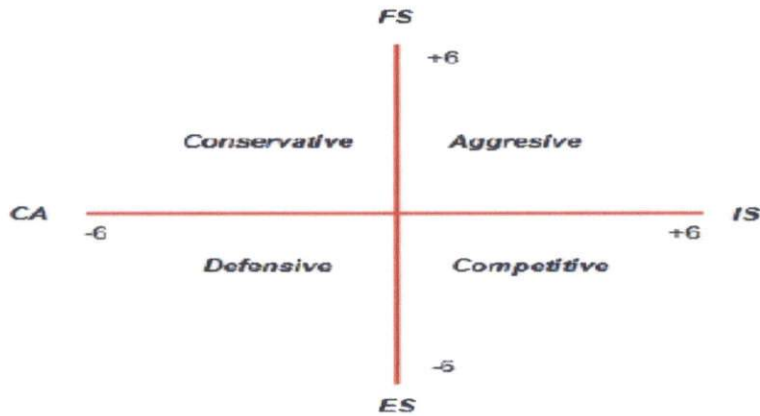 FS
+6
Conservative Aggresive
CA IS
-6 +6
Defensive Competitive
-6
ES